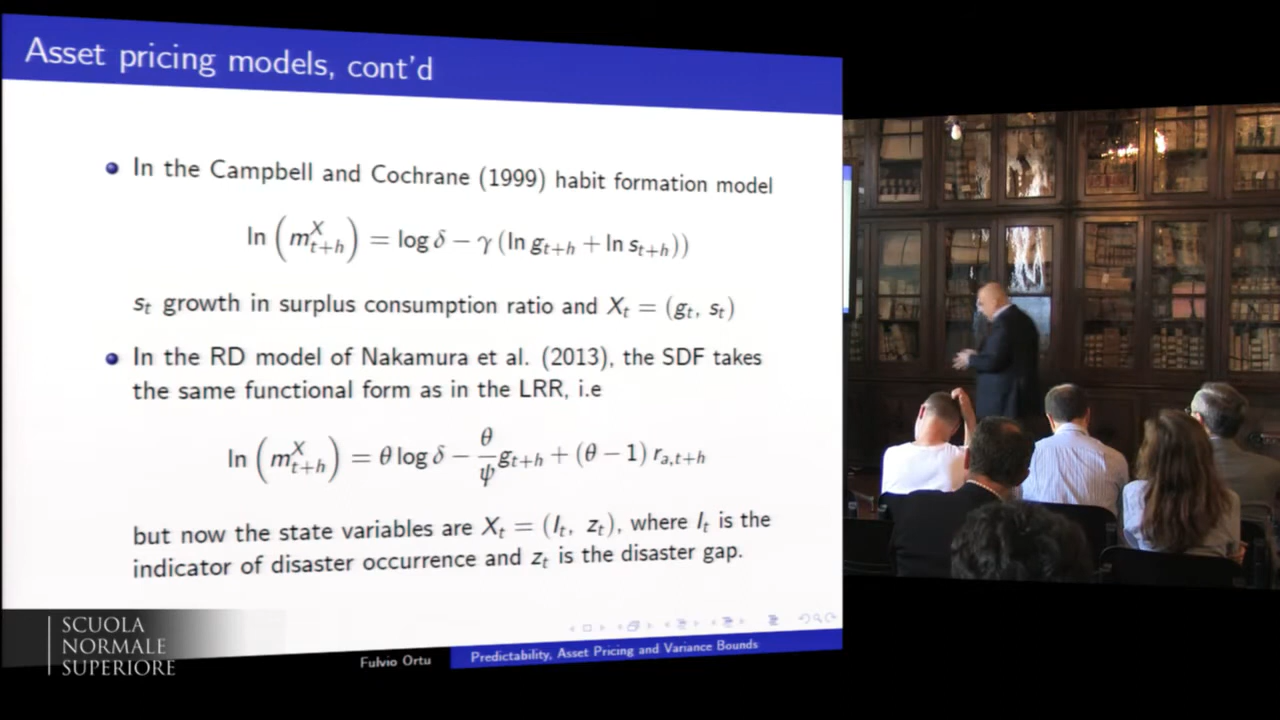 Asset pricing models, cont'd
In the Campbell and Cochrane (1999) habit formation model
ln (m^X_{t+h}) = log δ − γ (ln g_{t+h} + ln s_{t+h}))
s_t growth in surplus consumption ratio and X_t = (g_t, s_t)
In the RD model of Nakamura et al. (2013), the SDF takes
the same functional form as in the LRR, i.e
ln (m^X_{t+h}) = θ log δ − θ/ψ g_{t+h} + (θ − 1) r_{a,t+h}
but now the state variables are X_t = (I_t, z_t), where I_t is the
indicator of disaster occurrence and z_t is the disaster gap.
Fulvio Ortu
Predictability, Asset Pricing and Variance Bounds
SCUOLA
NORMALE
SUPERIORE